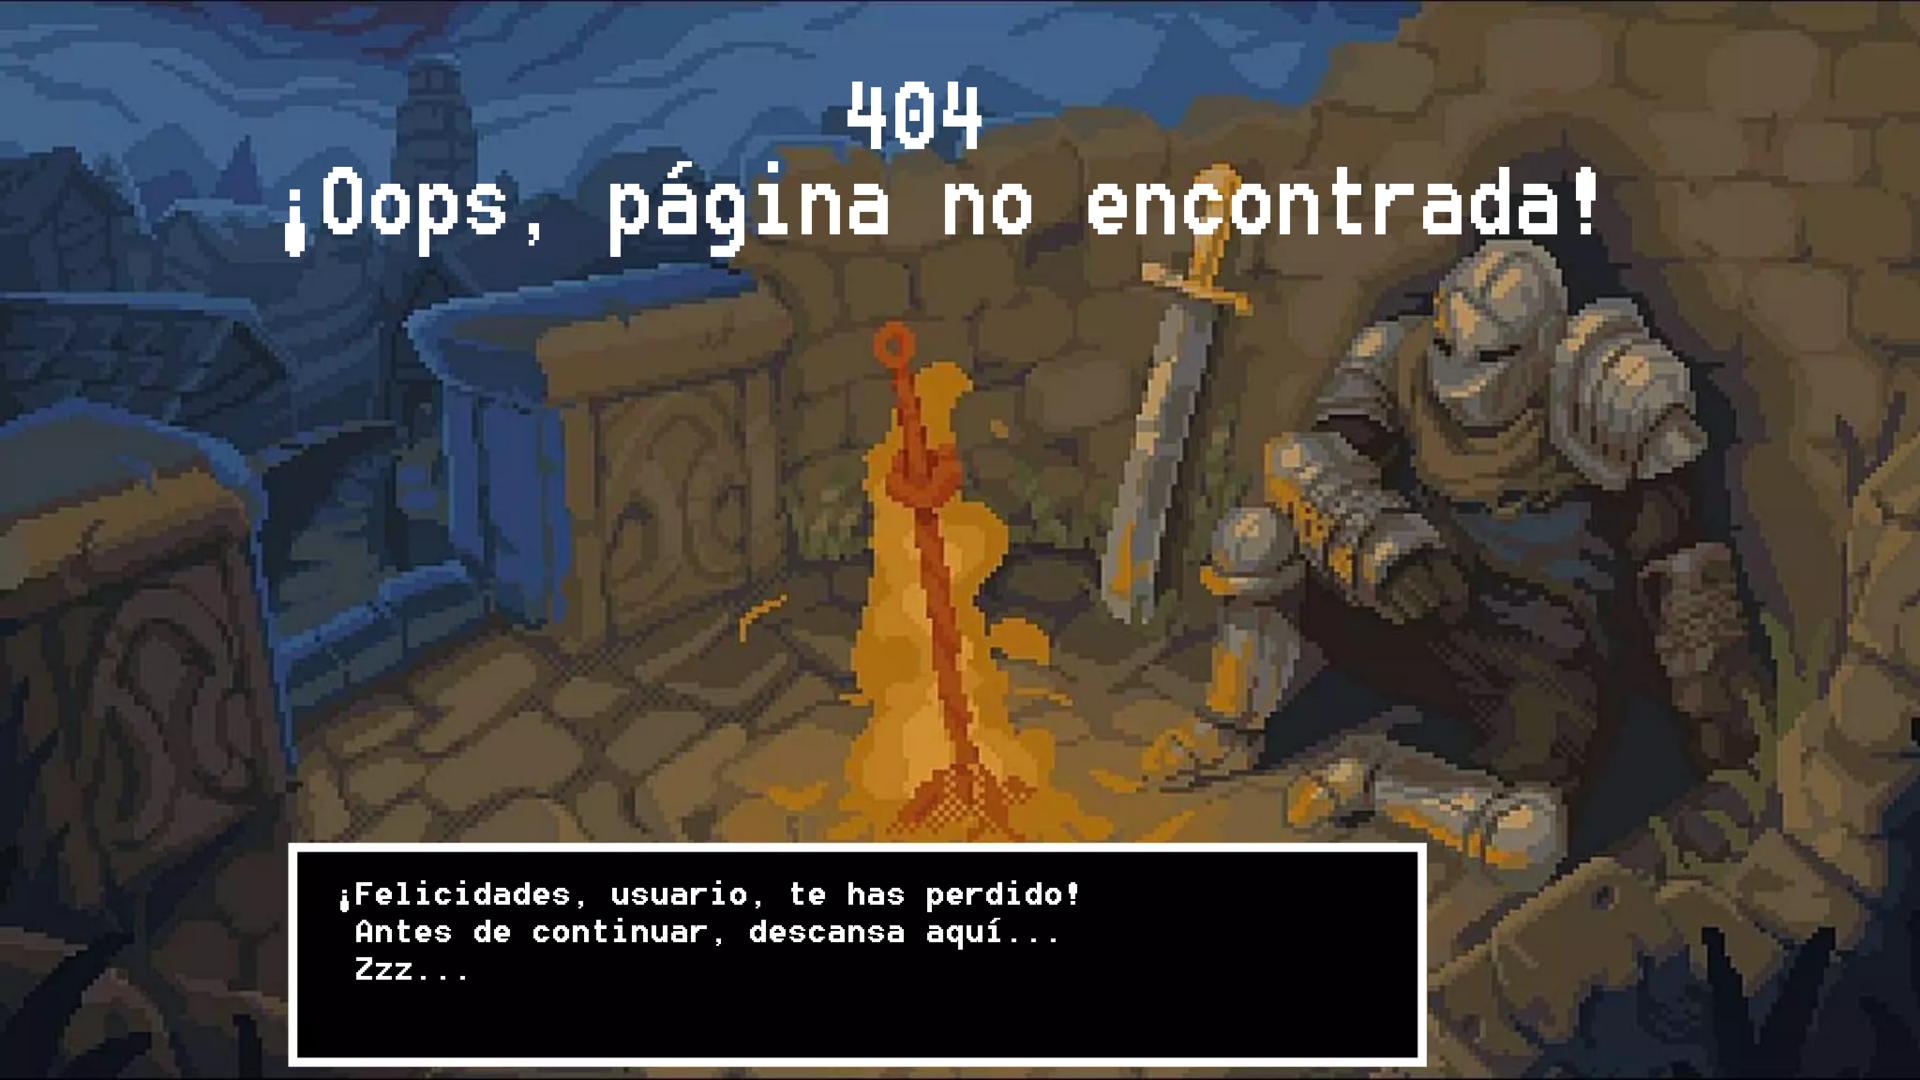 404
¡Oops, página no encontrada!
¡Felicidades, usuario, te has perdido!
Antes de continuar, descansa aquí...
Zzz...